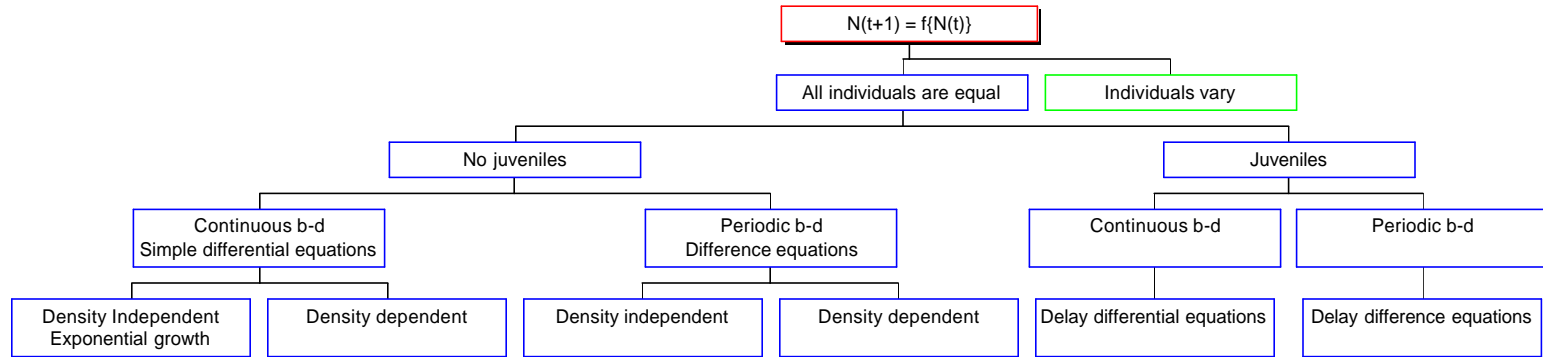 N(t+1) = f{N(t)}
All individuals are equal
Individuals vary
No juveniles
Juveniles
Continuous b-d
Simple differential equations
Periodic b-d
Difference equations
Continuous b-d
Periodic b-d
Density Independent
Exponential growth
Density dependent
Density independent
Density dependent
Delay differential equations
Delay difference equations